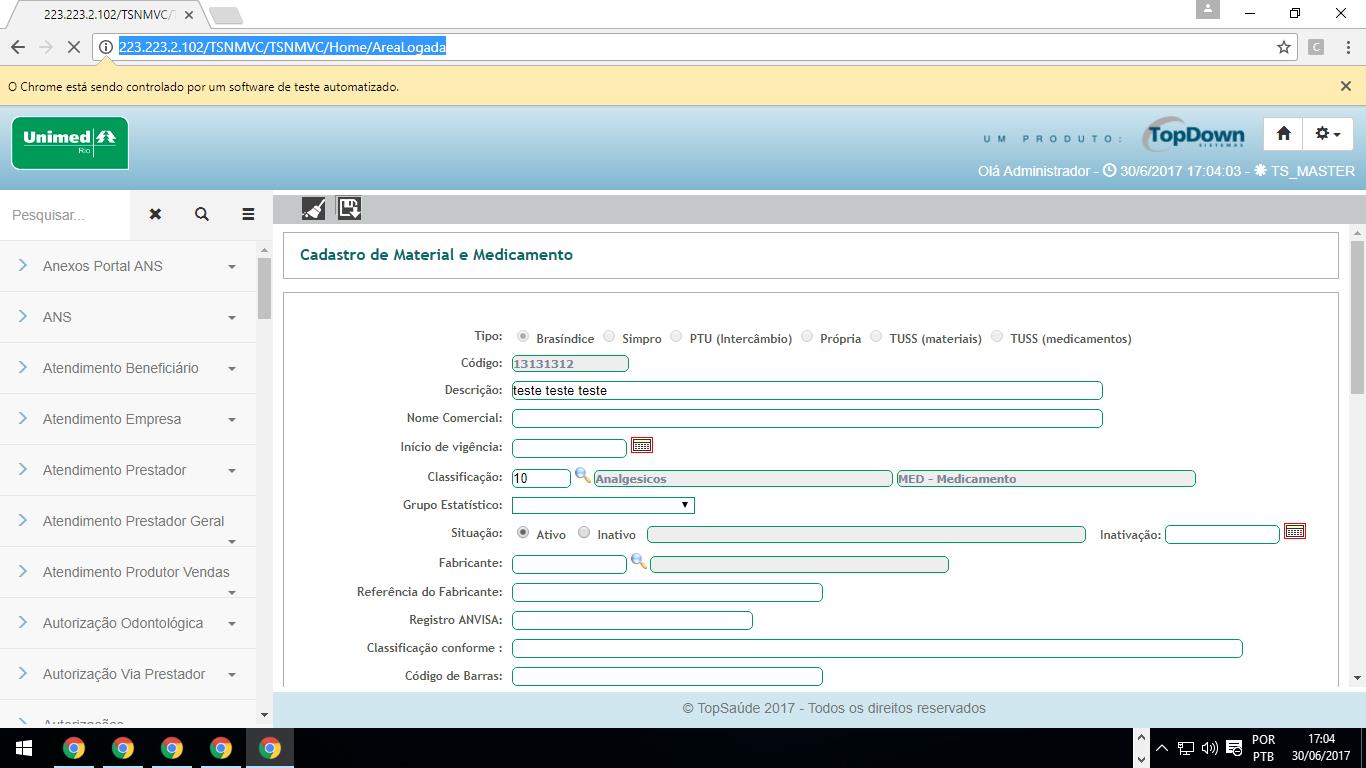 223.223.2.102/TSNMVC/T
223.223.2.102/TSNMVC/TSNMVC/Home/AreaLogada
C
O Chrome está sendo controlado por um software de teste automatizado.
Unimed
Rio
UM PRODUTO:
TopDown
SISTEMAS
Olá Administrador - 30/6/2017 17:04:03 - TS_MASTER
Pesquisar...
Anexos Portal ANS
ANS
Atendimento Beneficiário
Atendimento Empresa
Atendimento Prestador
Atendimento Prestador Geral
Atendimento Produtor Vendas
Autorização Odontológica
Autorização Via Prestador
Autorizações
Cadastro de Material e Medicamento
Tipo: Brasíndice Simpro PTU (Intercâmbio) Própria TUSS (materiais) TUSS (medicamentos)
Código: 13131312
Descrição: teste teste teste
Nome Comercial:
Início de vigência:
Classificação: 10 Analgesicos MED - Medicamento
Grupo Estatístico:
Situação: Ativo Inativo Inativação:
Fabricante:
Referência do Fabricante:
Registro ANVISA:
Classificação conforme :
Código de Barras:
© TopSaúde 2017 - Todos os direitos reservados
POR
PTB
17:04
30/06/2017